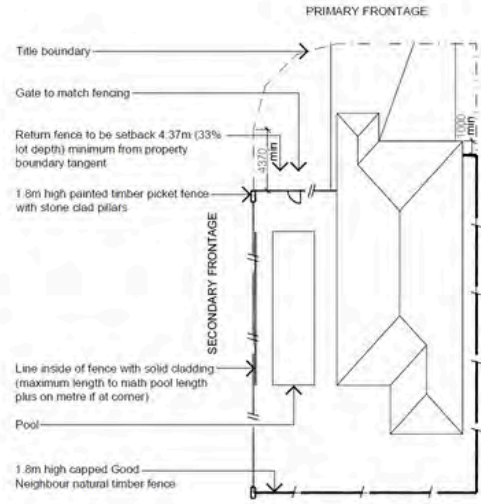 PRIMARY FRONTAGE
Title boundary
Gate to match fencing
Return fence to be setback 4.37m (33%
lot depth) minimum from property
boundary tangent
4370
min
1000
min
1.8m high painted timber picket fence
with stone clad pillars
SECONDARY FRONTAGE
Line inside of fence with solid cladding
(maximum length to math pool length
plus on metre if at corner)
Pool
1.8m high capped Good
Neighbour natural timber fence